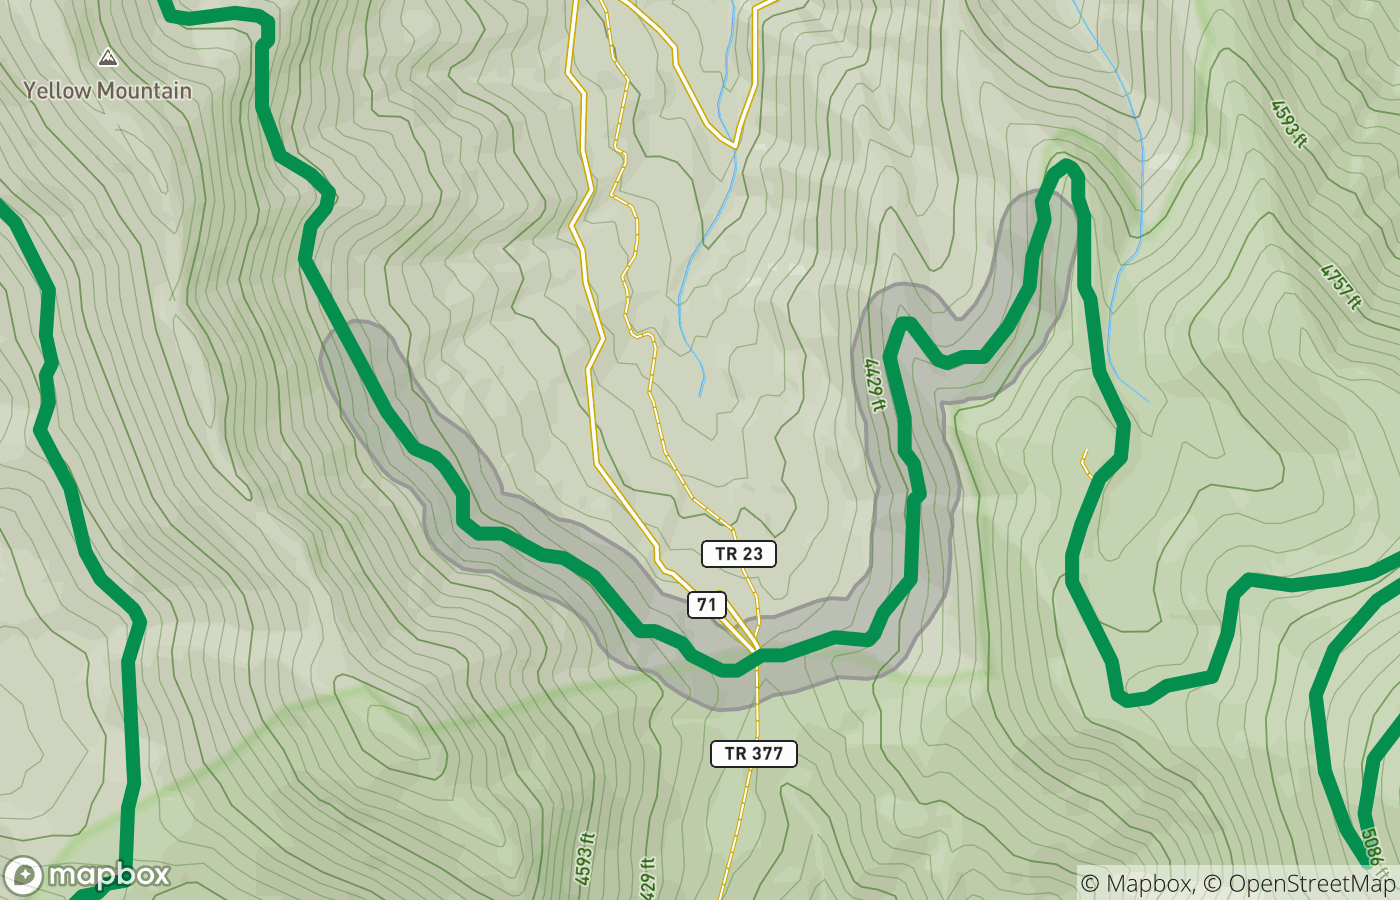 Yellow Mountain
4593 ft
4757 ft
4429 ft
TR 23
71
TR 377
4593 ft
429 ft
5086 ft
mapbox
© Mapbox, © OpenStreetMap